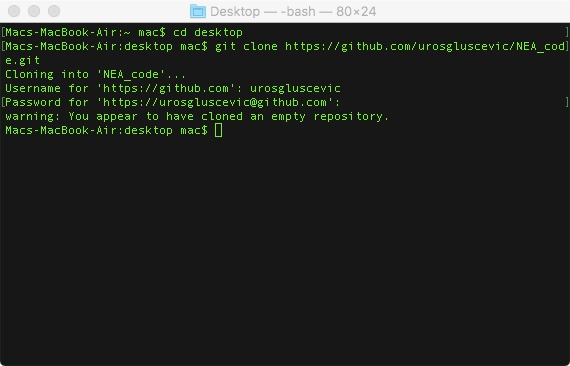 Desktop — -bash — 80×24
[Macs-MacBook-Air:~ mac$ cd desktop ]
[Macs-MacBook-Air:desktop mac$ git clone https://github.com/urosgluscevic/NEA_cod]
e.git
Cloning into 'NEA_code'...
Username for 'https://github.com': urosgluscevic
[Password for 'https://urosgluscevic@github.com': ]
warning: You appear to have cloned an empty repository.
Macs-MacBook-Air:desktop mac$